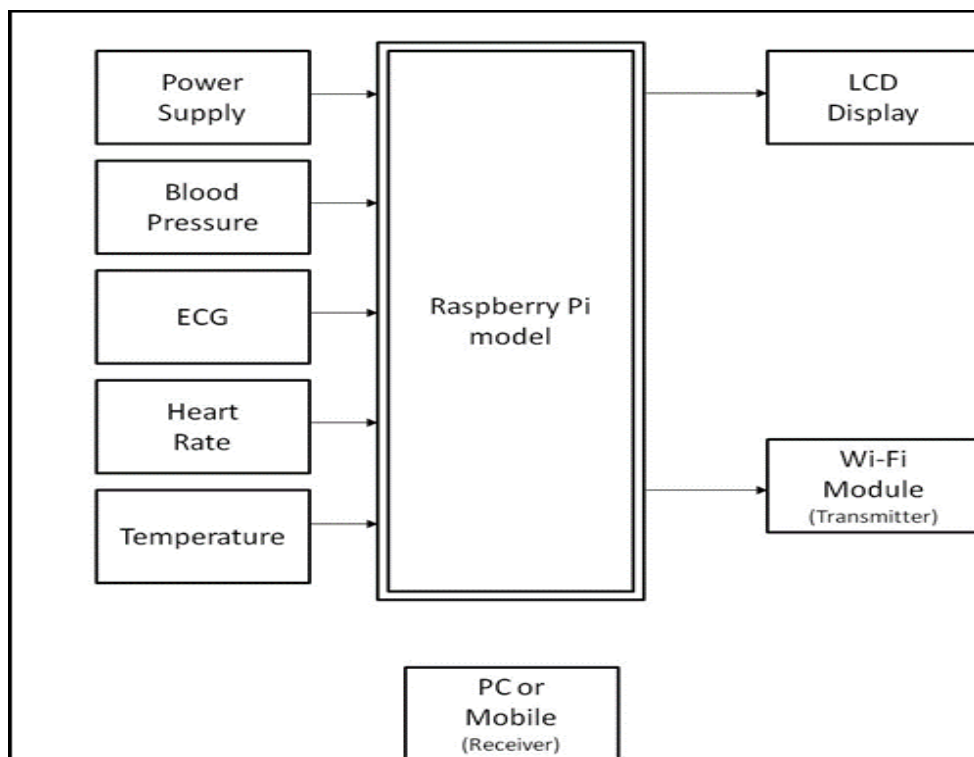 Power
Supply
Blood
Pressure
ECG
Heart
Rate
Temperature
Raspberry Pi
model
LCD
Display
Wi-Fi
Module
(Transmitter)
PC or
Mobile
(Receiver)